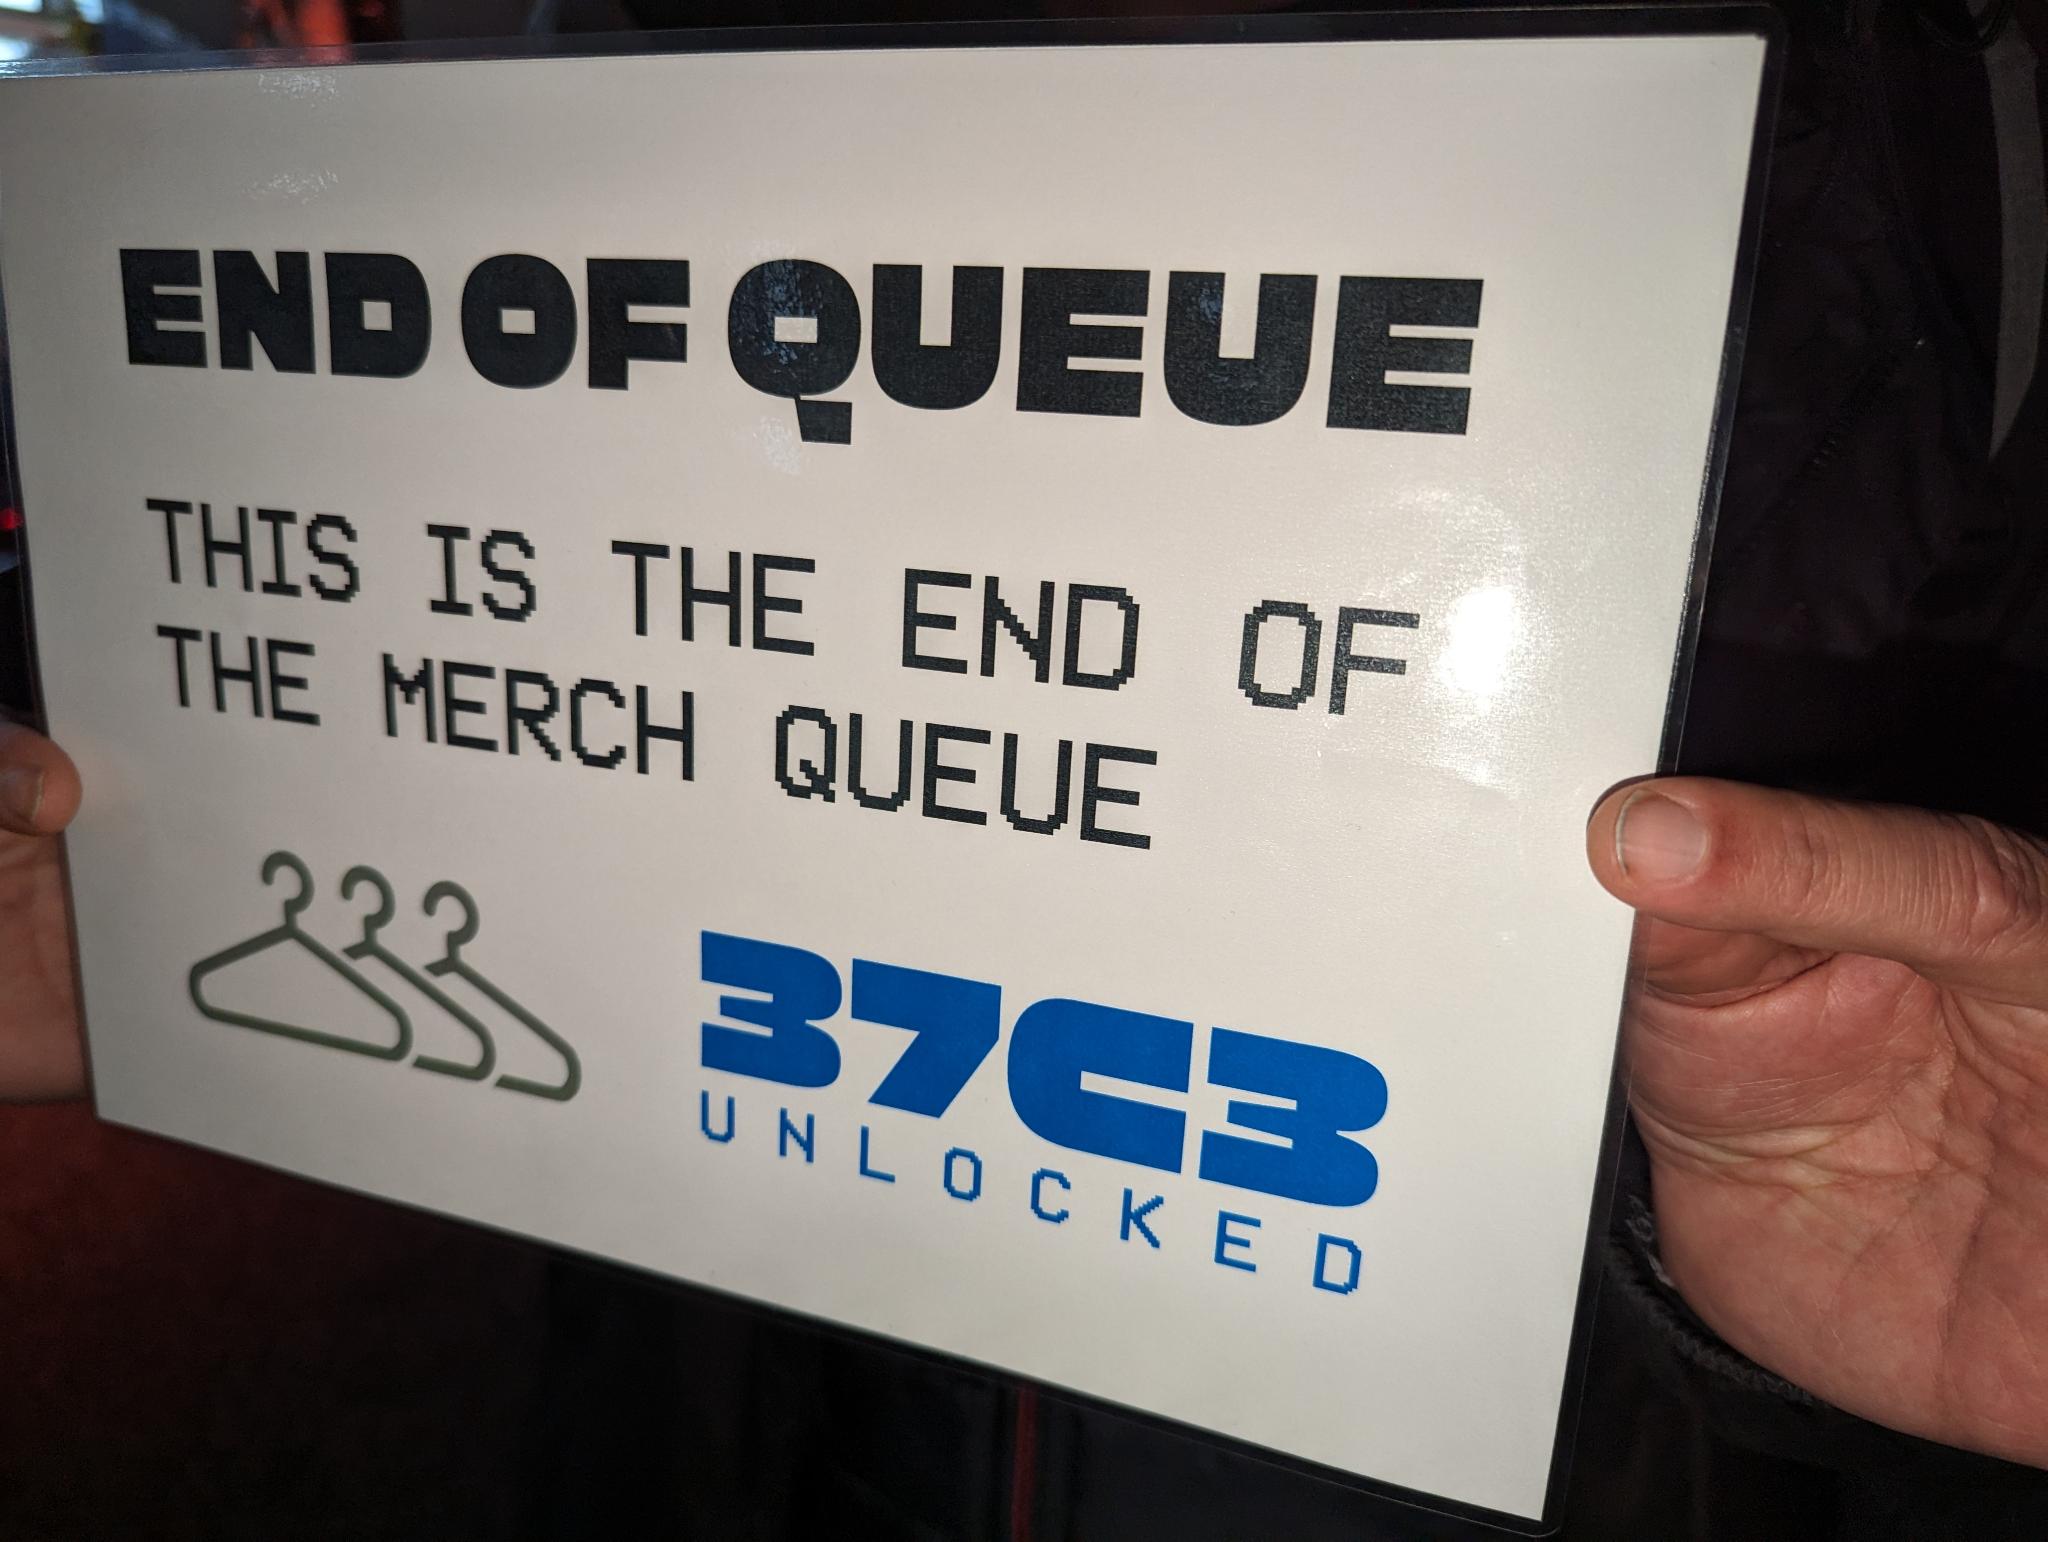 END OF QUEUE
THIS IS THE END OF
THE MERCH QUEUE
37C3
UNLOCKED